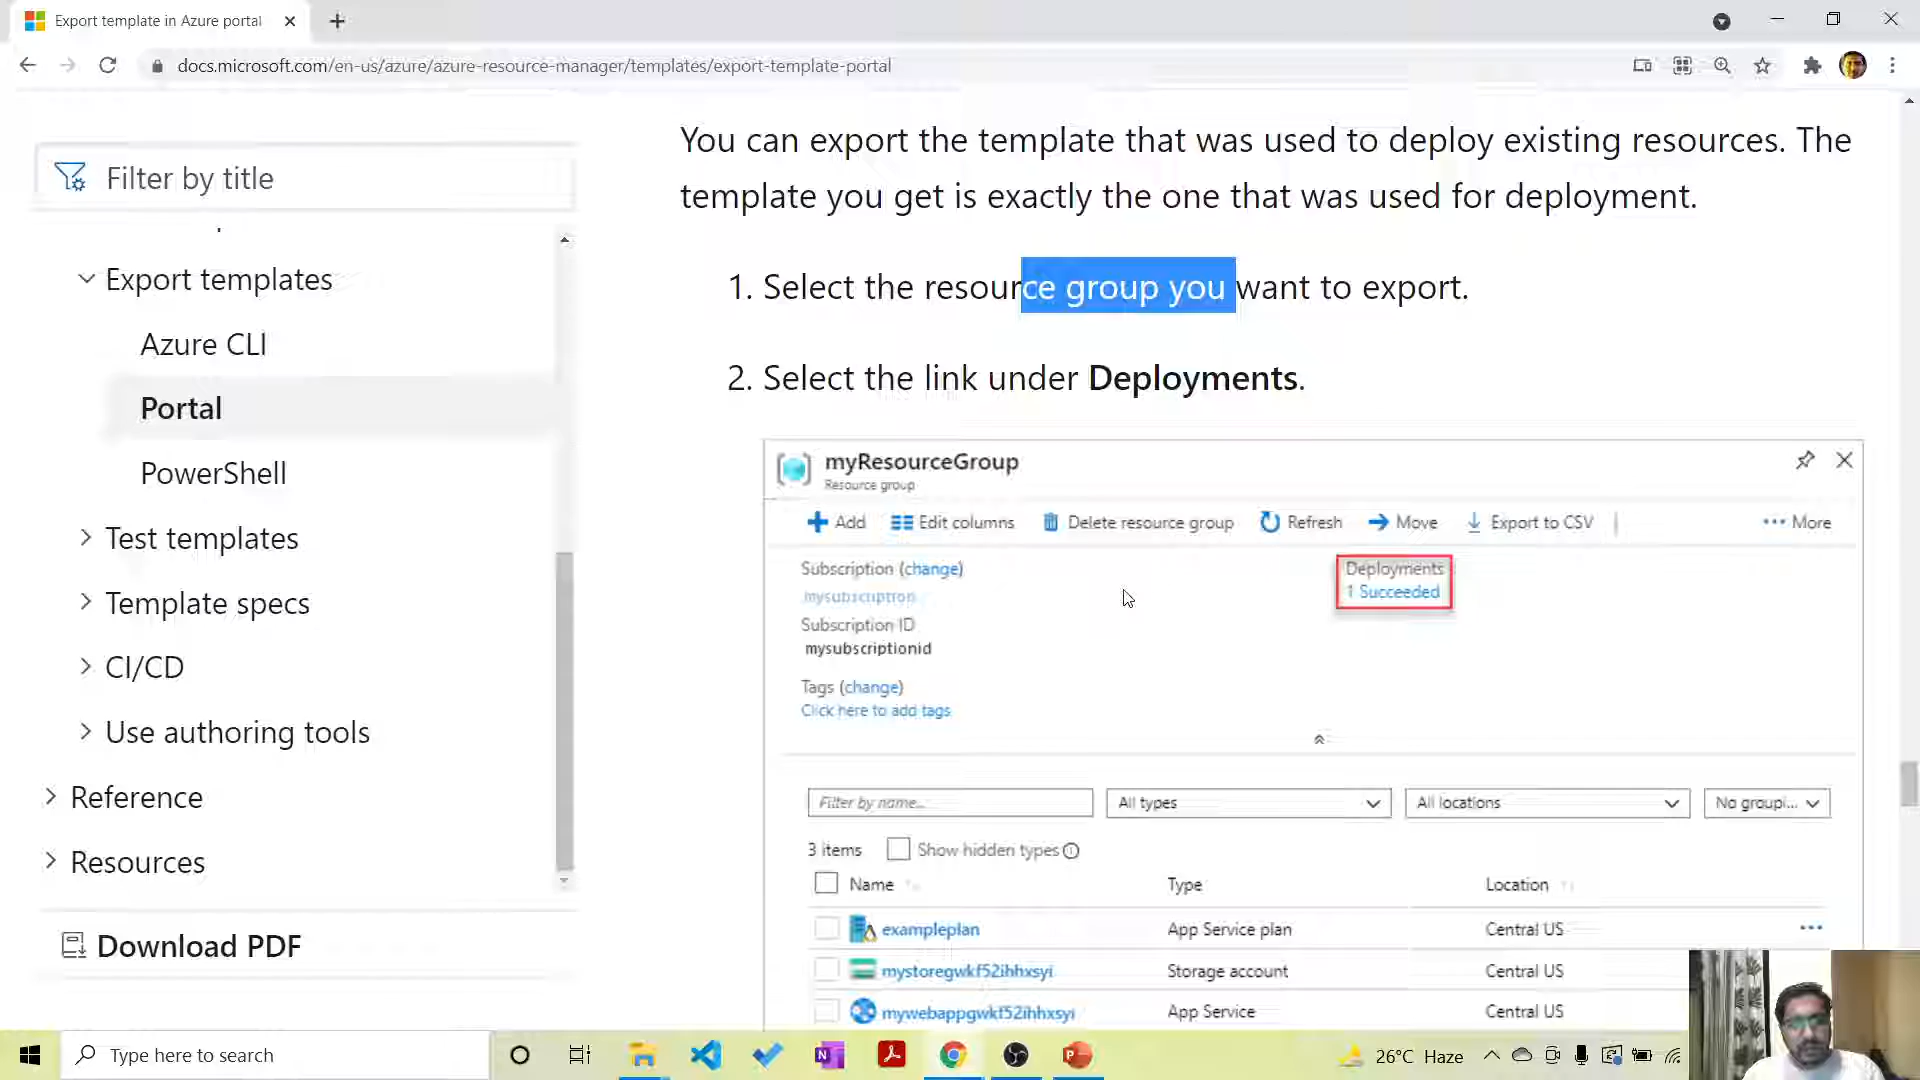 Export template in Azure portal
docs.microsoft.com/en-us/azure/azure-resource-manager/templates/export-template-portal
Filter by title
Export templates
Azure CLI
Portal
PowerShell
Test templates
Template specs
CI/CD
Use authoring tools
Reference
Resources
Download PDF
You can export the template that was used to deploy existing resources. The
template you get is exactly the one that was used for deployment.
1. Select the resource group you want to export.
2. Select the link under Deployments.
myResourceGroup
Resource group
Add Edit columns Delete resource group Refresh Move Export to CSV ••• More
Subscription (change)
mysubscription
Subscription ID
mysubscriptionid
Tags (change)
Click here to add tags
Deployments
1 Succeeded
Filter by name... All types All locations No groupi...
3 items Show hidden types
Name Type Location
exampleplan App Service plan Central US •••
mystoregwkf52ihhxsyi Storage account Central US
mywebappgwkf52ihhxsyi App Service Central US
Type here to search
26°C Haze